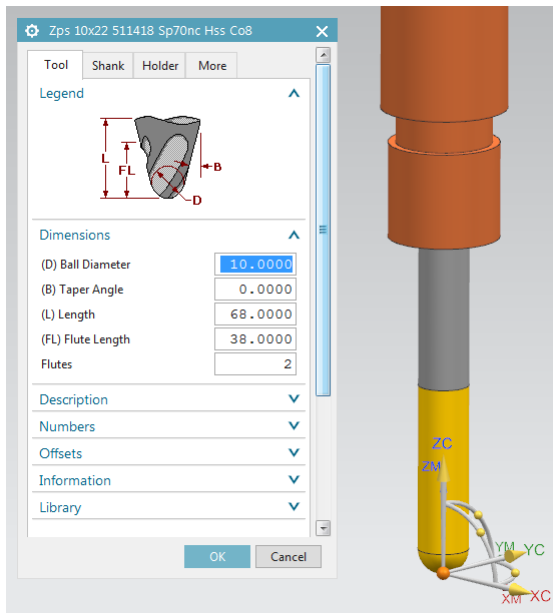 Zps 10x22 511418 Sp70nc Hss Co8
Tool Shank Holder More
Legend
L
FL
B
D
Dimensions
(D) Ball Diameter 10.0000
(B) Taper Angle 0.0000
(L) Length 68.0000
(FL) Flute Length 38.0000
Flutes 2
Description
Numbers
Offsets
Information
Library
OK Cancel
ZC
ZM
YM YC
XM XC